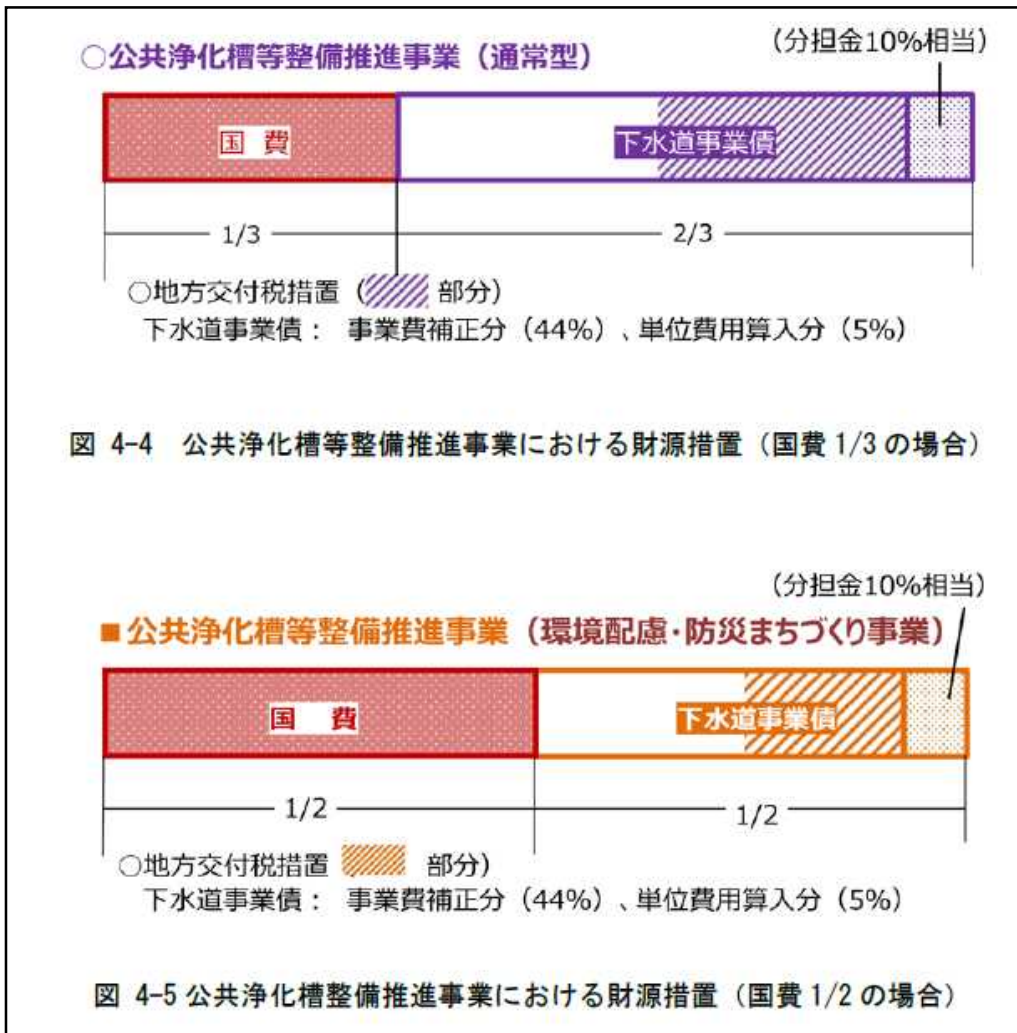 (分担金10%相当)
○公共浄化槽等整備推進事業(通常型)
国 費
下水道事業債
1/3
2/3
○地方交付税措置( 部分)
下水道事業債: 事業費補正分(44%)、単位費用算入分(5%)
図 4-4 公共浄化槽等整備推進事業における財源措置(国費 1/3 の場合)
(分担金10%相当)
■公共浄化槽等整備推進事業(環境配慮・防災まちづくり事業)
国 費
下水道事業債
1/2
1/2
○地方交付税措置 部分)
下水道事業債: 事業費補正分(44%)、単位費用算入分(5%)
図 4-5 公共浄化槽整備推進事業における財源措置(国費 1/2 の場合)